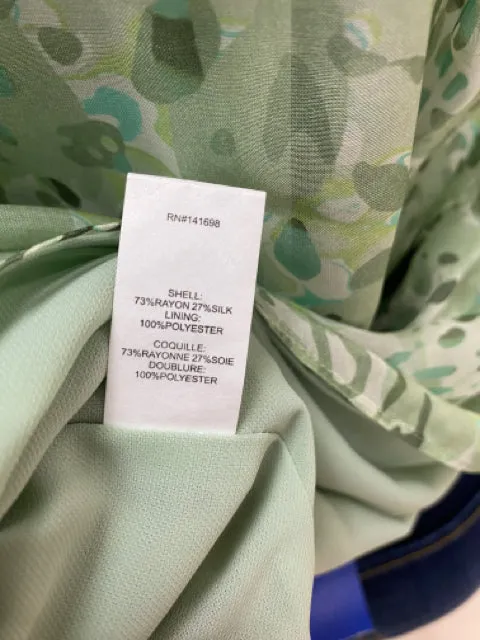 RN#141698
SHELL:
73%RAYON 27%SILK
LINING:
100%POLYESTER
COQUILLE:
73%RAYONNE 27%SOIE
DOUBLURE:
100%POLYESTER